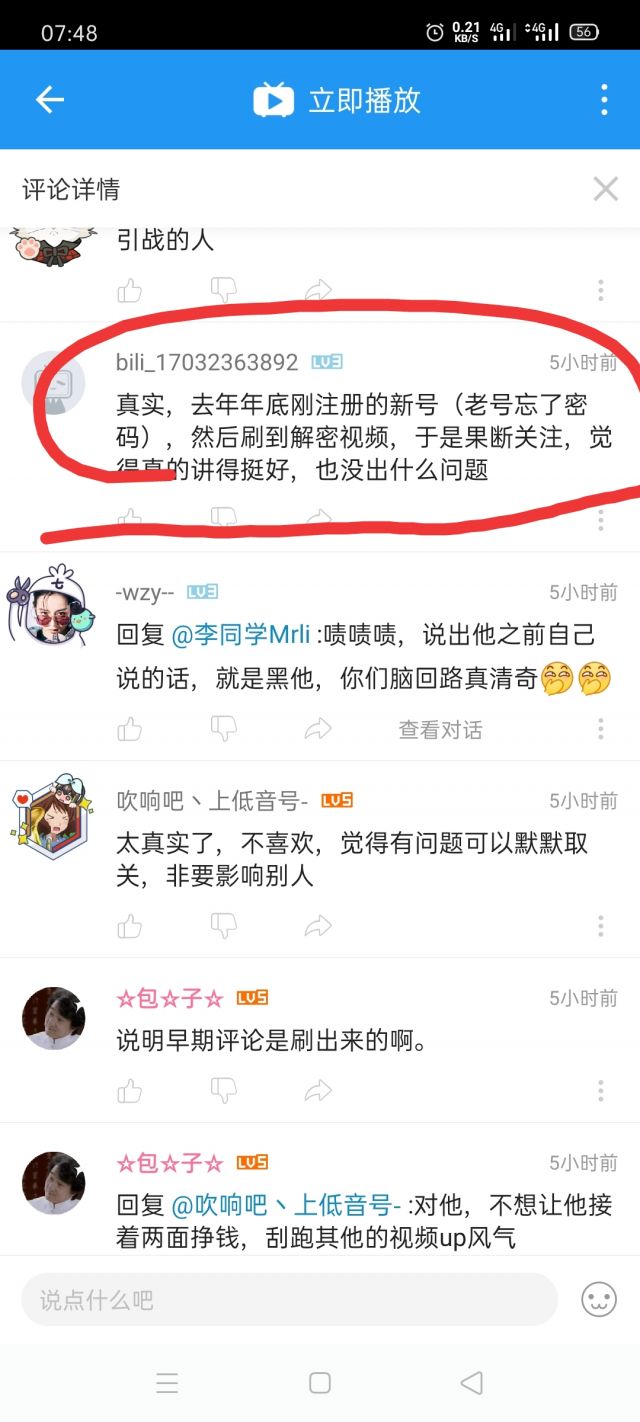 07:48
0.21
KB/S
4G
4G
56
立即播放
评论详情
引战的人
bili_17032363892 LV3
5小时前
真实，去年年底刚注册的新号（老号忘了密
码），然后刷到解密视频，于是果断关注，觉
得真的讲得挺好，也没出什么问题
-wzy-- LV3
5小时前
回复 @李同学Mrli :啧啧啧，说出他之前自己
说的话，就是黑他，你们脑回路真清奇
查看对话
吹响吧丶上低音号- LV5
5小时前
太真实了，不喜欢，觉得有问题可以默默取
关，非要影响别人
☆包☆子☆ LV5
5小时前
说明早期评论是刷出来的啊。
☆包☆子☆ LV5
5小时前
回复 @吹响吧丶上低音号- :对他，不想让他接
着两面挣钱，刮跑其他的视频up风气
说点什么吧